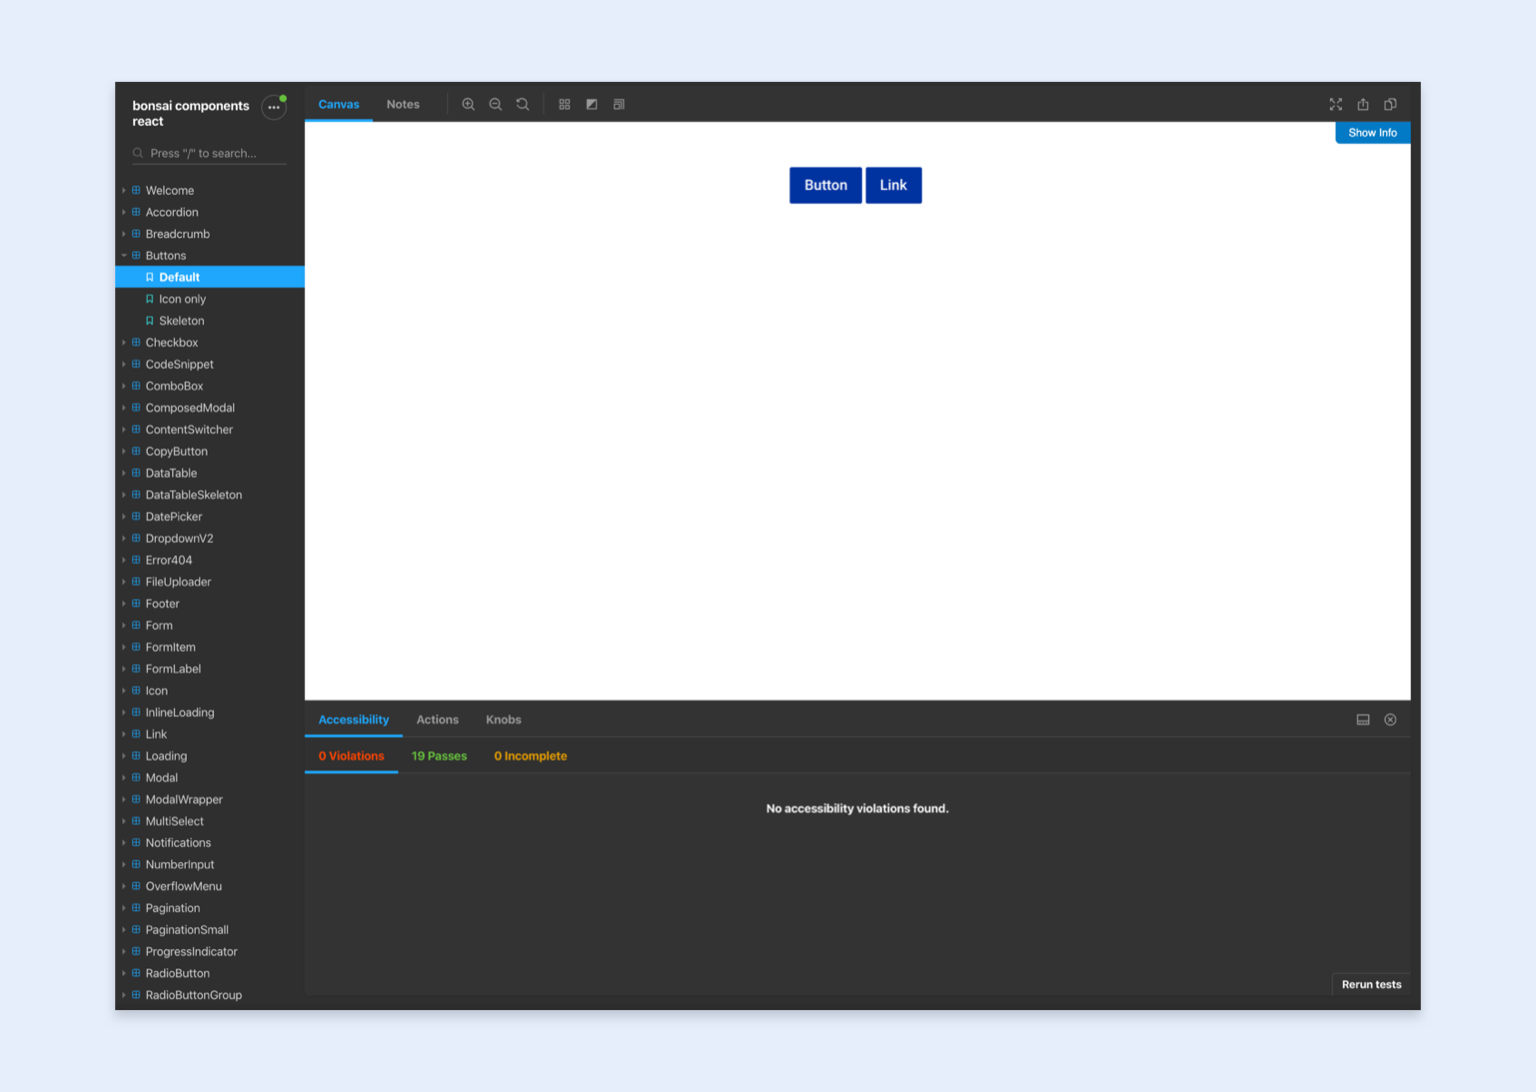 bonsai components
react
Press "/" to search...
Welcome
Accordion
Breadcrumb
Buttons
Default
Icon only
Skeleton
Checkbox
CodeSnippet
ComboBox
ComposedModal
ContentSwitcher
CopyButton
DataTable
DataTableSkeleton
DatePicker
DropdownV2
Error404
FileUploader
Footer
Form
FormItem
FormLabel
Icon
InlineLoading
Link
Loading
Modal
ModalWrapper
MultiSelect
Notifications
NumberInput
OverflowMenu
Pagination
PaginationSmall
ProgressIndicator
RadioButton
RadioButtonGroup
Canvas Notes
Show Info
Button Link
Accessibility Actions Knobs
0 Violations 19 Passes 0 Incomplete
No accessibility violations found.
Rerun tests